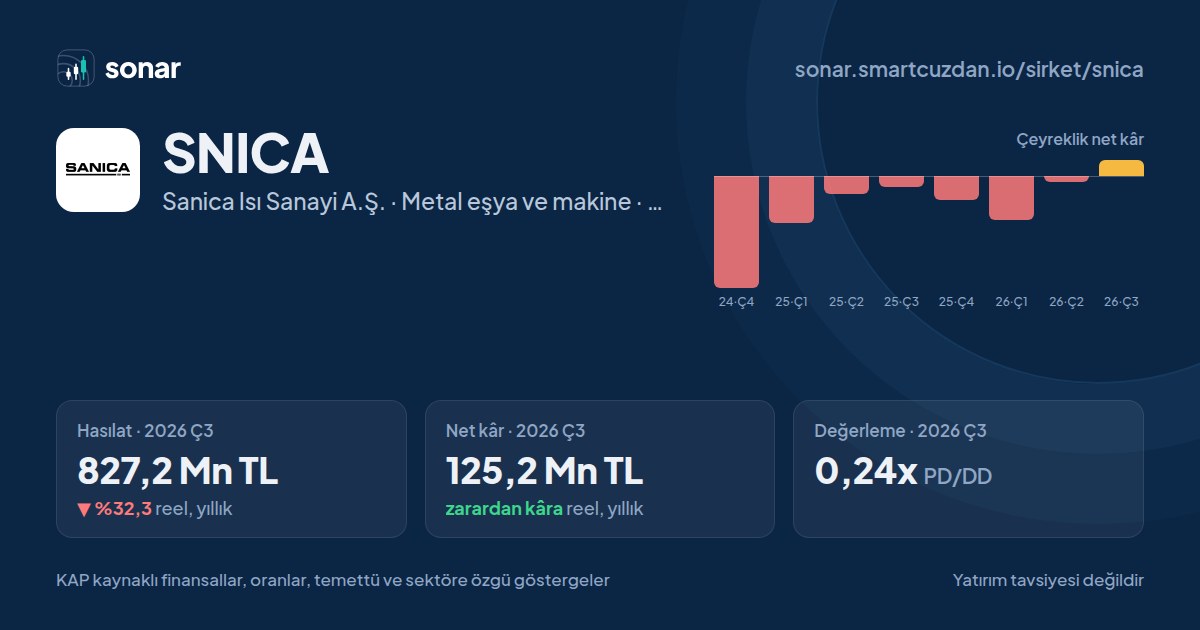 sonar
sonar.smartcuzdan.io/sirket/snica
SANICA
SNICA
Sanica Isı Sanayi A.Ş. · Metal eşya ve makine · ...
Çeyreklik net kâr
24·Ç4 25·Ç1 25·Ç2 25·Ç3 25·Ç4 26·Ç1 26·Ç2 26·Ç3
Hasılat · 2026 Ç3
827,2 Mn TL
▼ %32,3 reel, yıllık
Net kâr · 2026 Ç3
125,2 Mn TL
zarardan kâra reel, yıllık
Değerleme · 2026 Ç3
0,24x PD/DD
KAP kaynaklı finansallar, oranlar, temettü ve sektöre özgü göstergeler
Yatırım tavsiyesi değildir